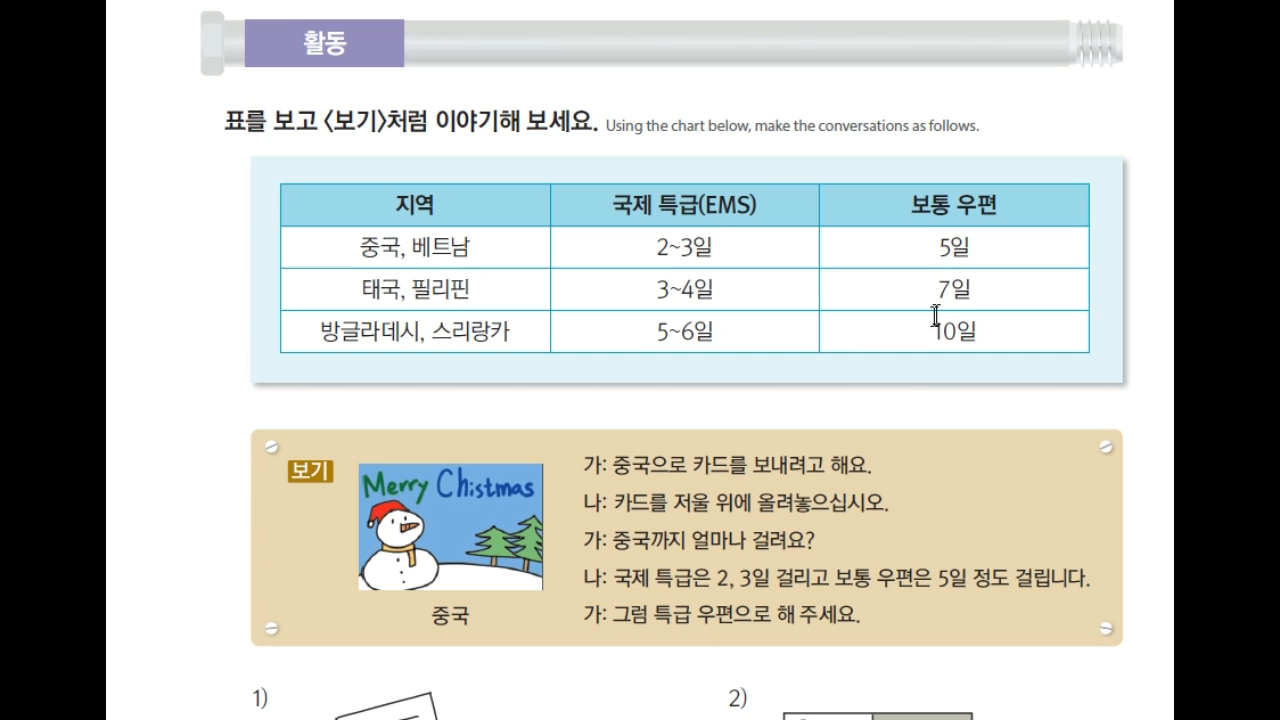 활동
표를 보고 〈보기〉처럼 이야기해 보세요. Using the chart below, make the conversations as follows.
지역 국제 특급(EMS) 보통 우편
중국, 베트남 2~3일 5일
태국, 필리핀 3~4일 7일
방글라데시, 스리랑카 5~6일 10일
보기
Merry Chistmas
중국
가: 중국으로 카드를 보내려고 해요.
나: 카드를 저울 위에 올려놓으십시오.
가: 중국까지 얼마나 걸려요?
나: 국제 특급은 2, 3일 걸리고 보통 우편은 5일 정도 걸립니다.
가: 그럼 특급 우편으로 해 주세요.
1) 2)